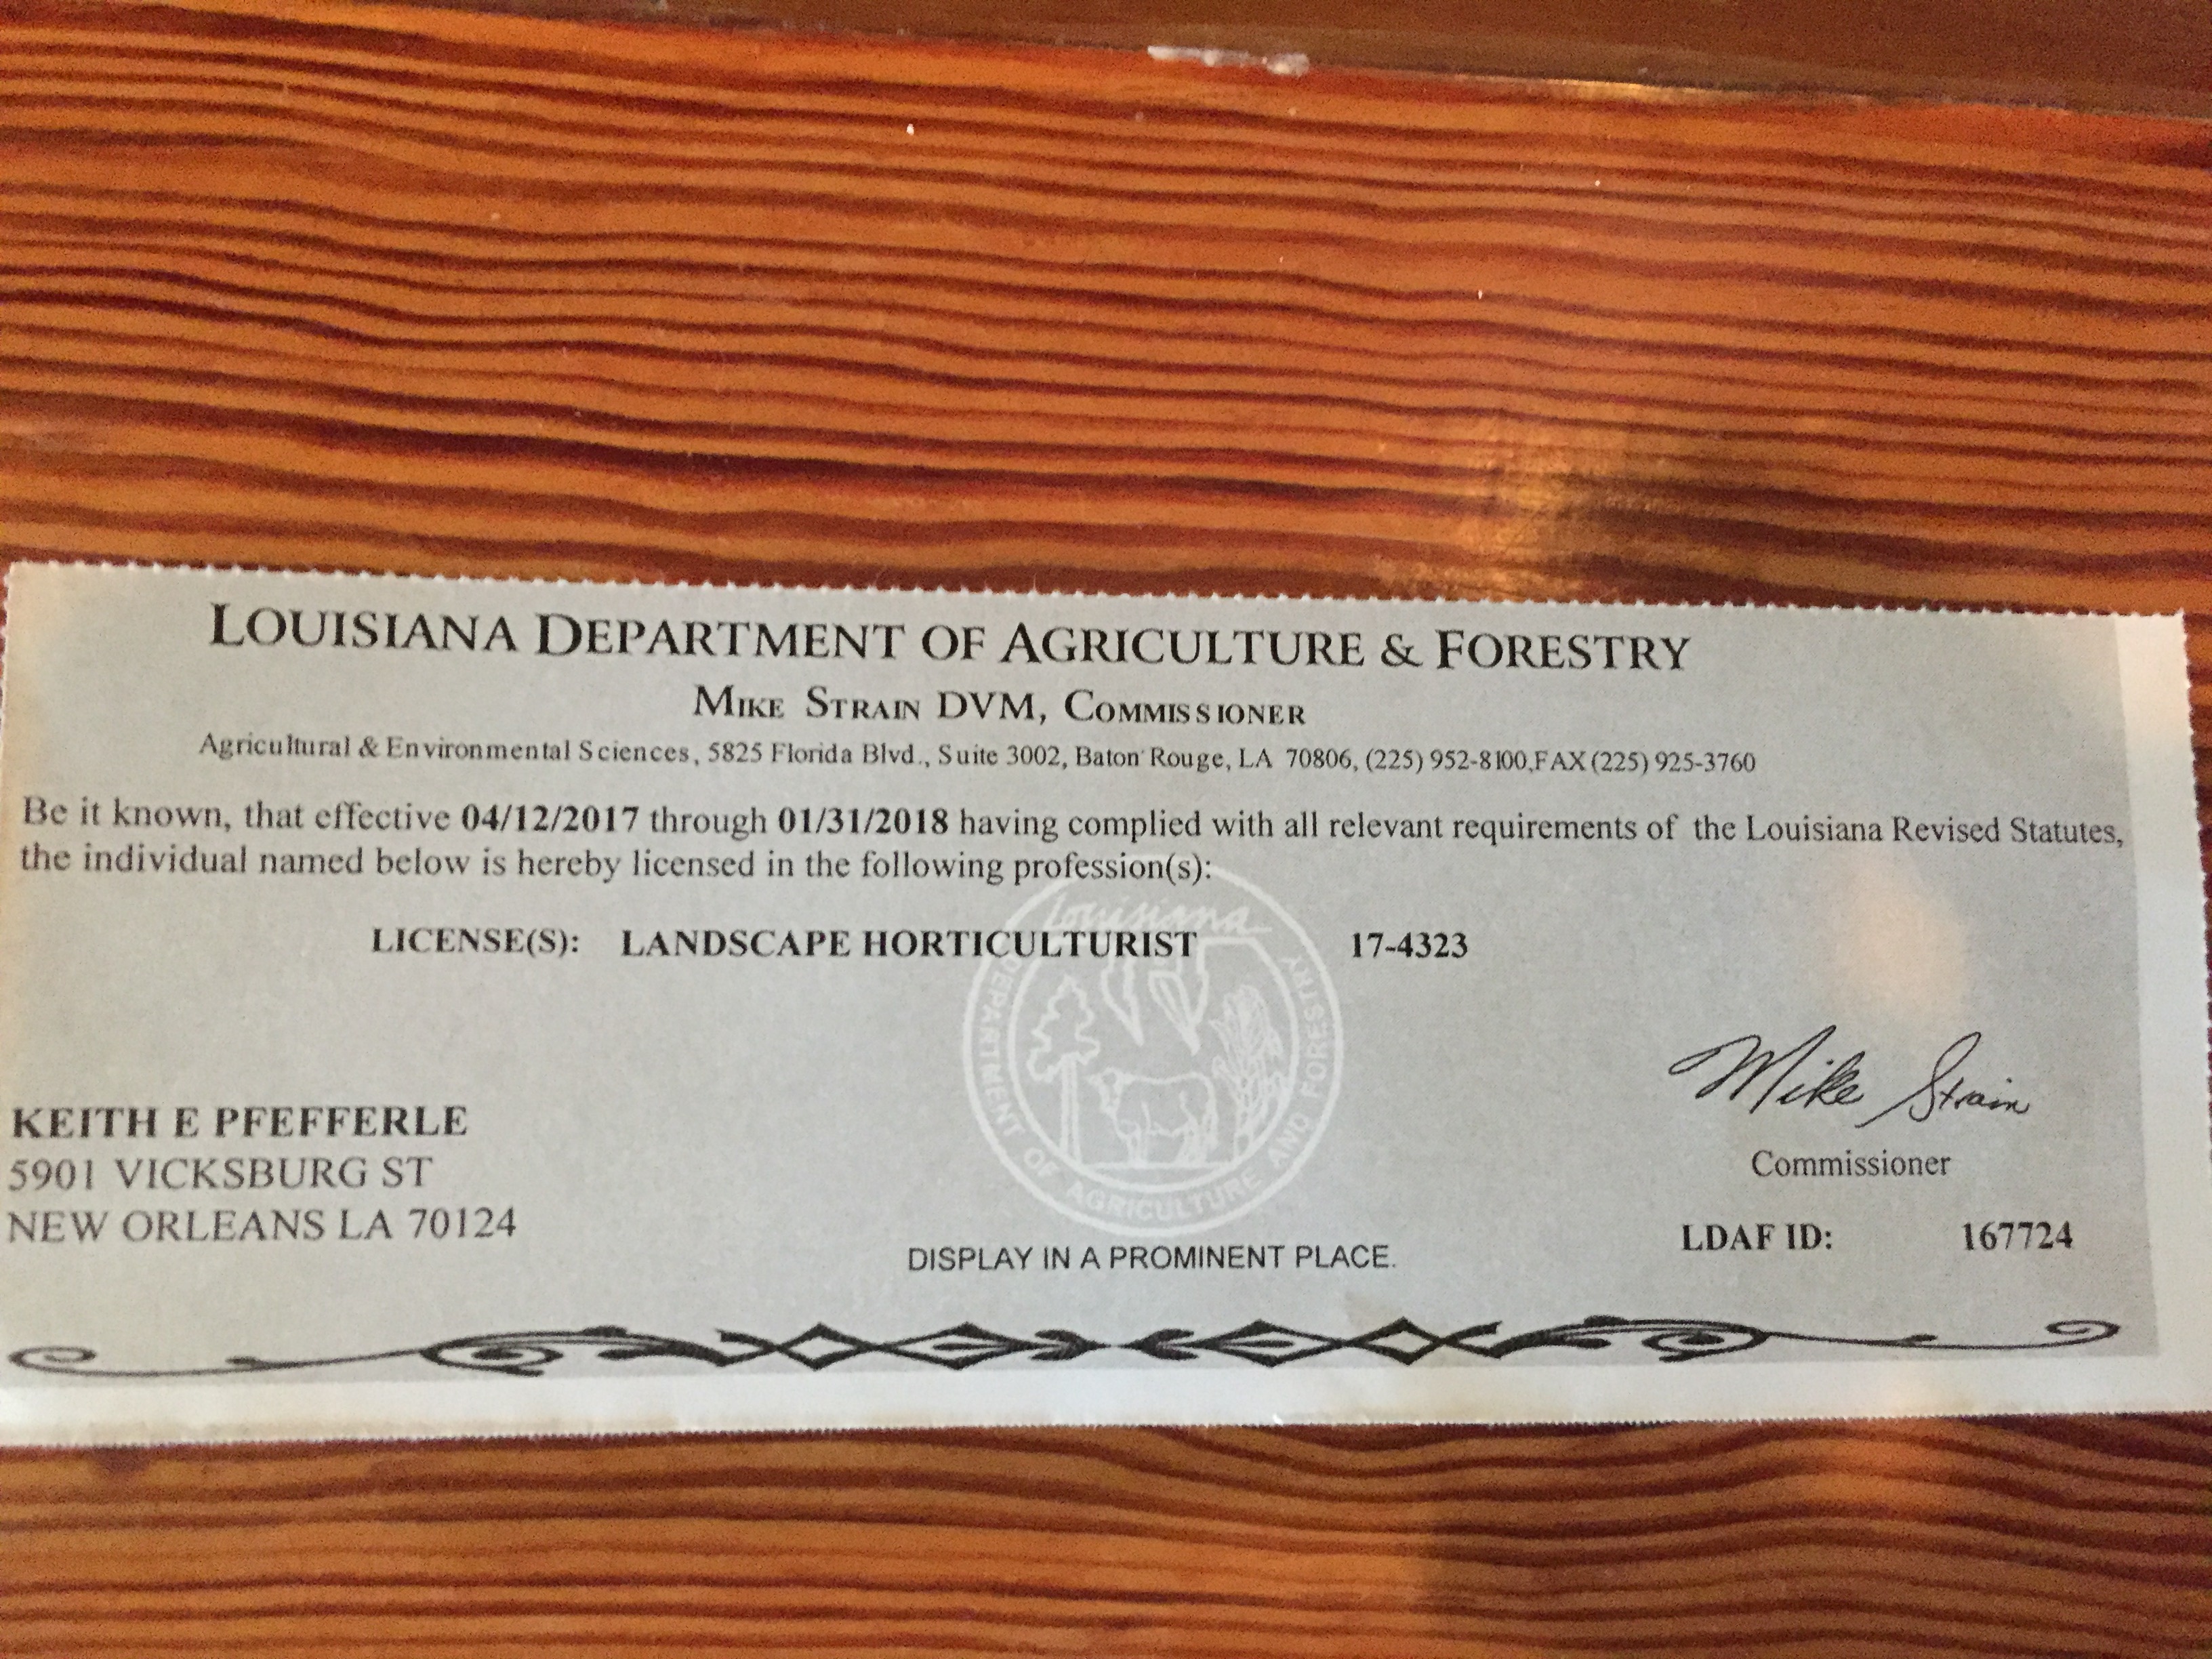 LOUISIANA DEPARTMENT OF AGRICULTURE & FORESTRY
MIKE STRAIN DVM, COMMISSIONER
Agricultural & Environmental Sciences, 5825 Florida Blvd., Suite 3002, Baton Rouge, LA 70806, (225) 952-8100,FAX (225) 925-3760
Be it known, that effective 04/12/2017 through 01/31/2018 having complied with all relevant requirements of the Louisiana Revised Statutes,
the individual named below is hereby licensed in the following profession(s):
LICENSE(S): LANDSCAPE HORTICULTURIST 17-4323
Louisiana
DEPARTMENT OF AGRICULTURE AND FORESTRY
Mike Strain
Commissioner
KEITH E PFEFFERLE
5901 VICKSBURG ST
NEW ORLEANS LA 70124
LDAF ID: 167724
DISPLAY IN A PROMINENT PLACE.